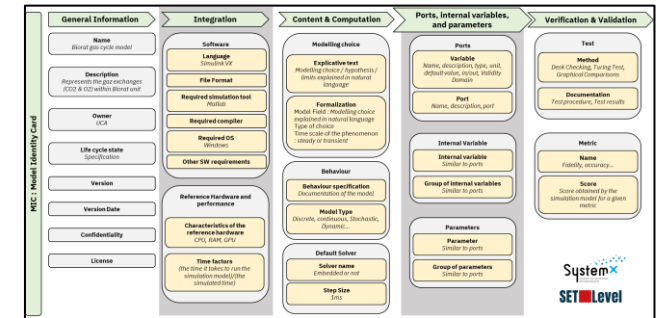 MIC : Model Identity Card
General Information
Name
Biorat gas cycle model
Description
Represents the gaz exchanges
(CO2 & O2) within Biorat unit
Owner
UCA
Life cycle state
Specification
Version
Version Date
Confidentiality
License
Integration
Software
Language
Simulink VX
File Format
Required simulation tool
Matlab
Required compiler
Required OS
Windows
Other SW requirements
Reference Hardware and
performance
Characteristics of the
reference hardware
CPU, RAM, GPU
Time factors
(the time it takes to run the
simulation model)/(the
simulated time)
Content & Computation
Modelling choice
Explicative text
Modelling choice / hypothesis /
limits explained in natural
language
Formalization
Model Field : Modelling choice
explained in natural language
Type of choice
Time scale of the phenomenon
: steady or transient
Behaviour
Behaviour specification
Documentation of the model
Model Type
Discrete, continuous, Stochastic,
Dynamic...
Default Solver
Solver name
Embedded or not
Step Size
1ms
Ports, internal variables,
and parameters
Ports
Variable
Name, description, type, unit,
default value, in/out, Validity
Domain
Port
Name, description, port
Internal Variable
Internal variable
Similar to ports
Group of internal variables
Similar to ports
Parameters
Parameter
Similar to ports
Group of parameters
Similar to ports
Verification & Validation
Test
Method
Desk Checking, Turing Test,
Graphical Comparisons
Documentation
Test procedure, Test results
Metric
Name
Fidelity, accuracy...
Score
Score obtained by the
simulation model for a given
metric
SystemX
SET Level